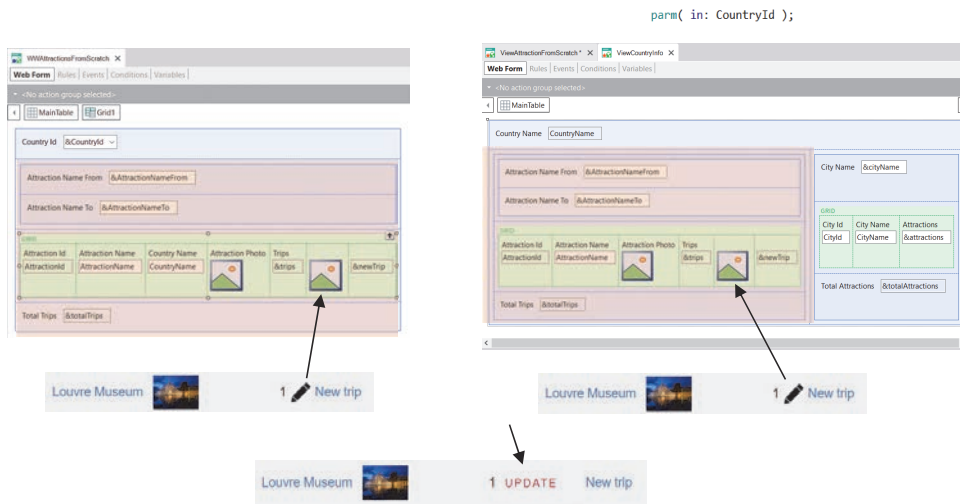 parm( in: CountryId );
WWAttractionsFromScratch X
Web Form Rules Events Conditions Variables
<No action group selected>
MainTable Grid1
Country Id &CountryId
Attraction Name From &AttractionNameFrom
Attraction Name To &AttractionNameTo
GRID
Attraction Id Attraction Name Country Name Attraction Photo Trips
AttractionId AttractionName CountryName &trips &newTrip
Total Trips &totalTrips
Louvre Museum 1 New trip
ViewAttractionFromScratch * X ViewCountryInfo X
Web Form Rules Events Conditions Variables
<No action group selected>
MainTable
Country Name CountryName
Attraction Name From &AttractionNameFrom
Attraction Name To &AttractionNameTo
GRID
Attraction Id Attraction Name Attraction Photo Trips
AttractionId AttractionName &trips &newTrip
Total Trips &totalTrips
City Name &cityName
GRID
City Id City Name Attractions
CityId CityName &attractions
Total Attractions &totalAttractions
Louvre Museum 1 New trip
Louvre Museum 1 UPDATE New trip